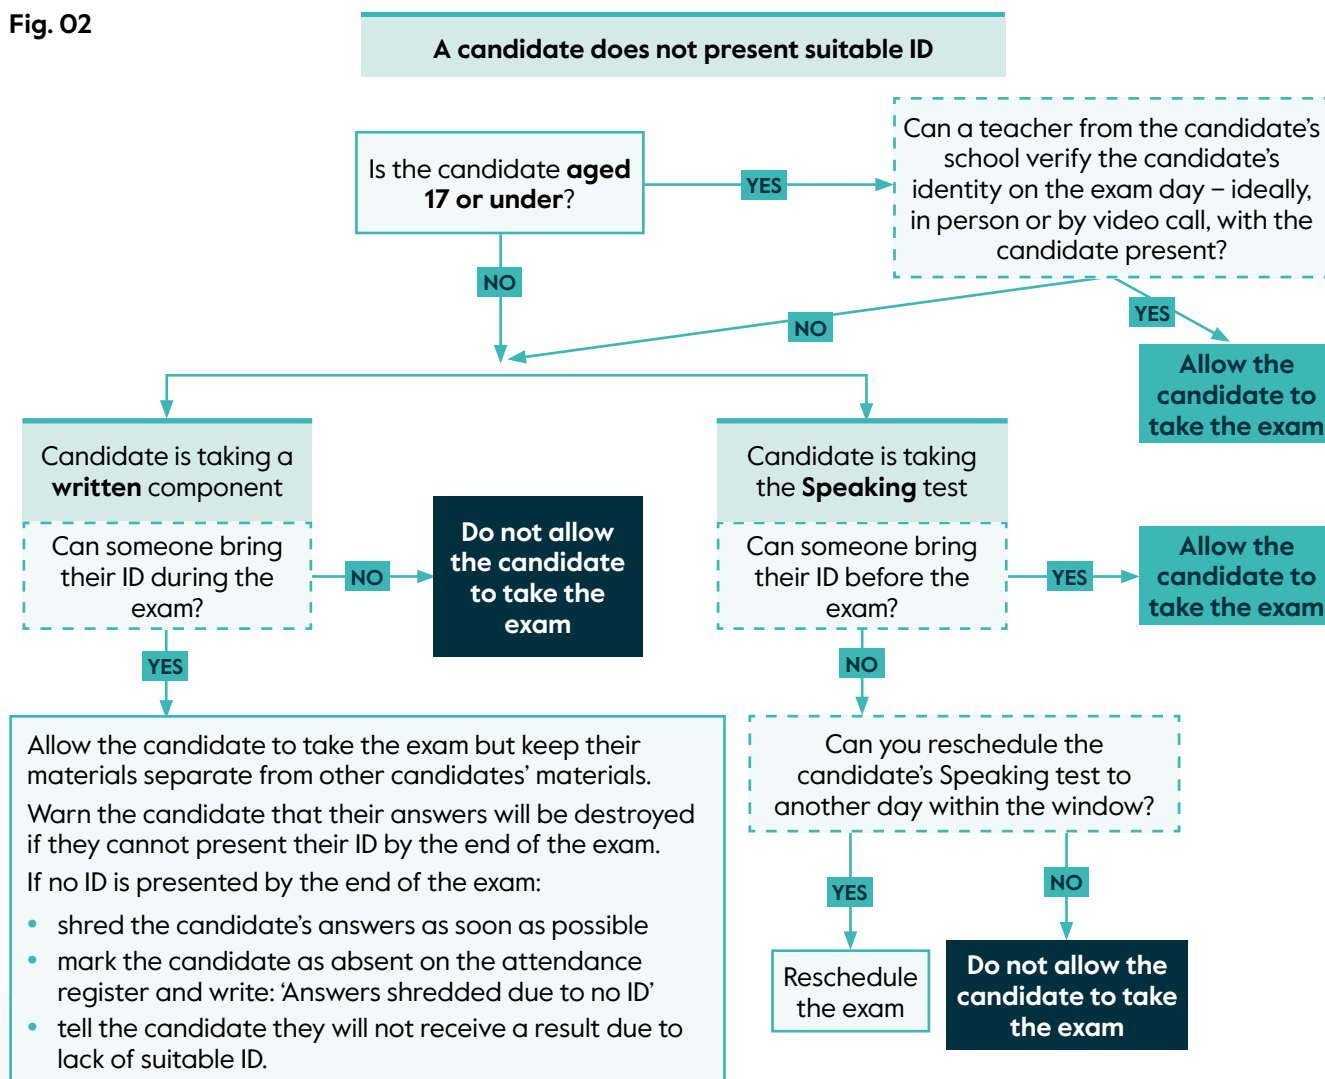 Fig. 02
A candidate does not present suitable ID
Is the candidate aged
17 or under?
YES
Can a teacher from the candidate's
school verify the candidate's
identity on the exam day – ideally,
in person or by video call, with the
candidate present?
NO
NO
YES
Allow the
candidate to
take the exam
Candidate is taking a
written component
Can someone bring
their ID during the
exam?
NO
Do not allow
the candidate
to take the
exam
YES
Candidate is taking
the Speaking test
Can someone bring
their ID before the
exam?
YES
Allow the
candidate to
take the exam
NO
Allow the candidate to take the exam but keep their
materials separate from other candidates' materials.
Warn the candidate that their answers will be destroyed
if they cannot present their ID by the end of the exam.
If no ID is presented by the end of the exam:
• shred the candidate's answers as soon as possible
• mark the candidate as absent on the attendance
register and write: 'Answers shredded due to no ID'
• tell the candidate they will not receive a result due to
lack of suitable ID.
Can you reschedule the
candidate's Speaking test to
another day within the window?
YES
NO
Reschedule
the exam
Do not allow the
candidate to take
the exam